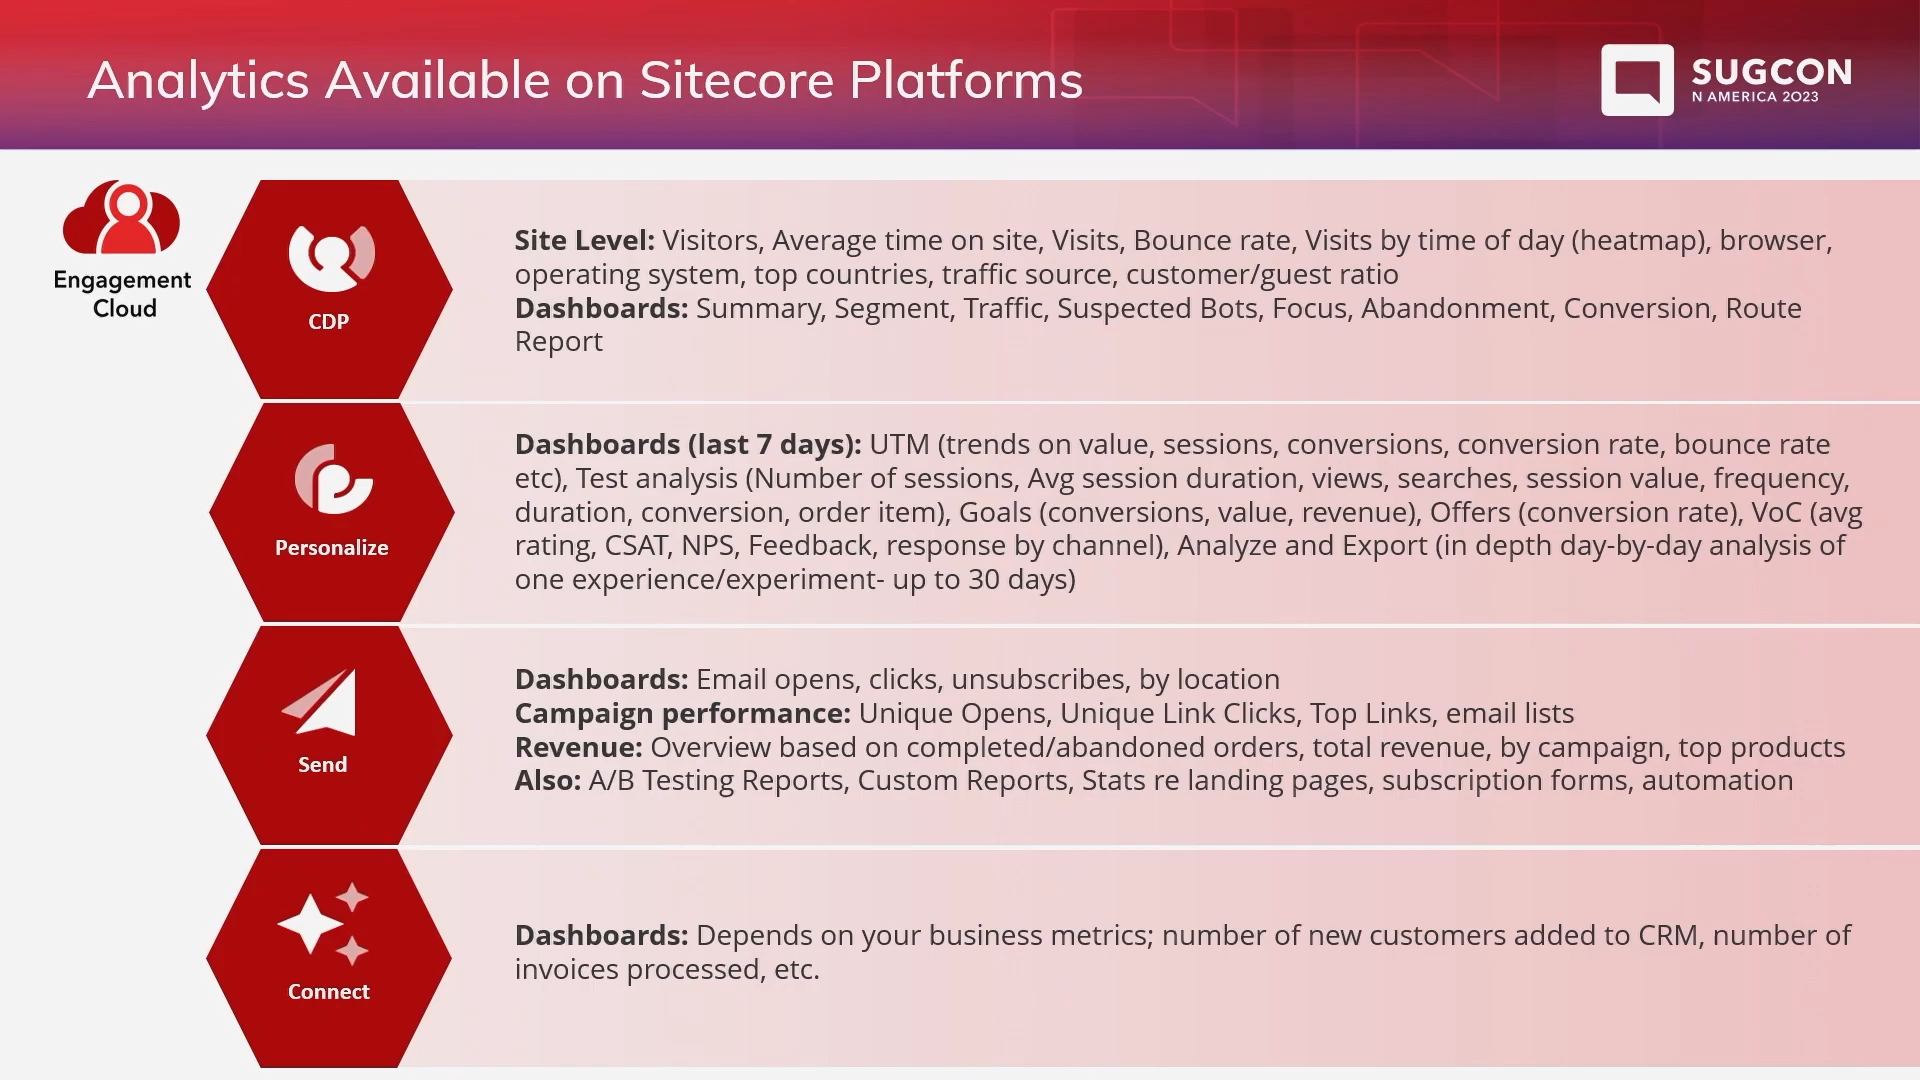 Analytics Available on Sitecore Platforms
SUGCON
N AMERICA 2023
Engagement
Cloud
CDP
Site Level: Visitors, Average time on site, Visits, Bounce rate, Visits by time of day (heatmap), browser,
operating system, top countries, traffic source, customer/guest ratio
Dashboards: Summary, Segment, Traffic, Suspected Bots, Focus, Abandonment, Conversion, Route
Report
Personalize
Dashboards (last 7 days): UTM (trends on value, sessions, conversions, conversion rate, bounce rate
etc), Test analysis (Number of sessions, Avg session duration, views, searches, session value, frequency,
duration, conversion, order item), Goals (conversions, value, revenue), Offers (conversion rate), VoC (avg
rating, CSAT, NPS, Feedback, response by channel), Analyze and Export (in depth day-by-day analysis of
one experience/experiment- up to 30 days)
Send
Dashboards: Email opens, clicks, unsubscribes, by location
Campaign performance: Unique Opens, Unique Link Clicks, Top Links, email lists
Revenue: Overview based on completed/abandoned orders, total revenue, by campaign, top products
Also: A/B Testing Reports, Custom Reports, Stats re landing pages, subscription forms, automation
Connect
Dashboards: Depends on your business metrics; number of new customers added to CRM, number of
invoices processed, etc.